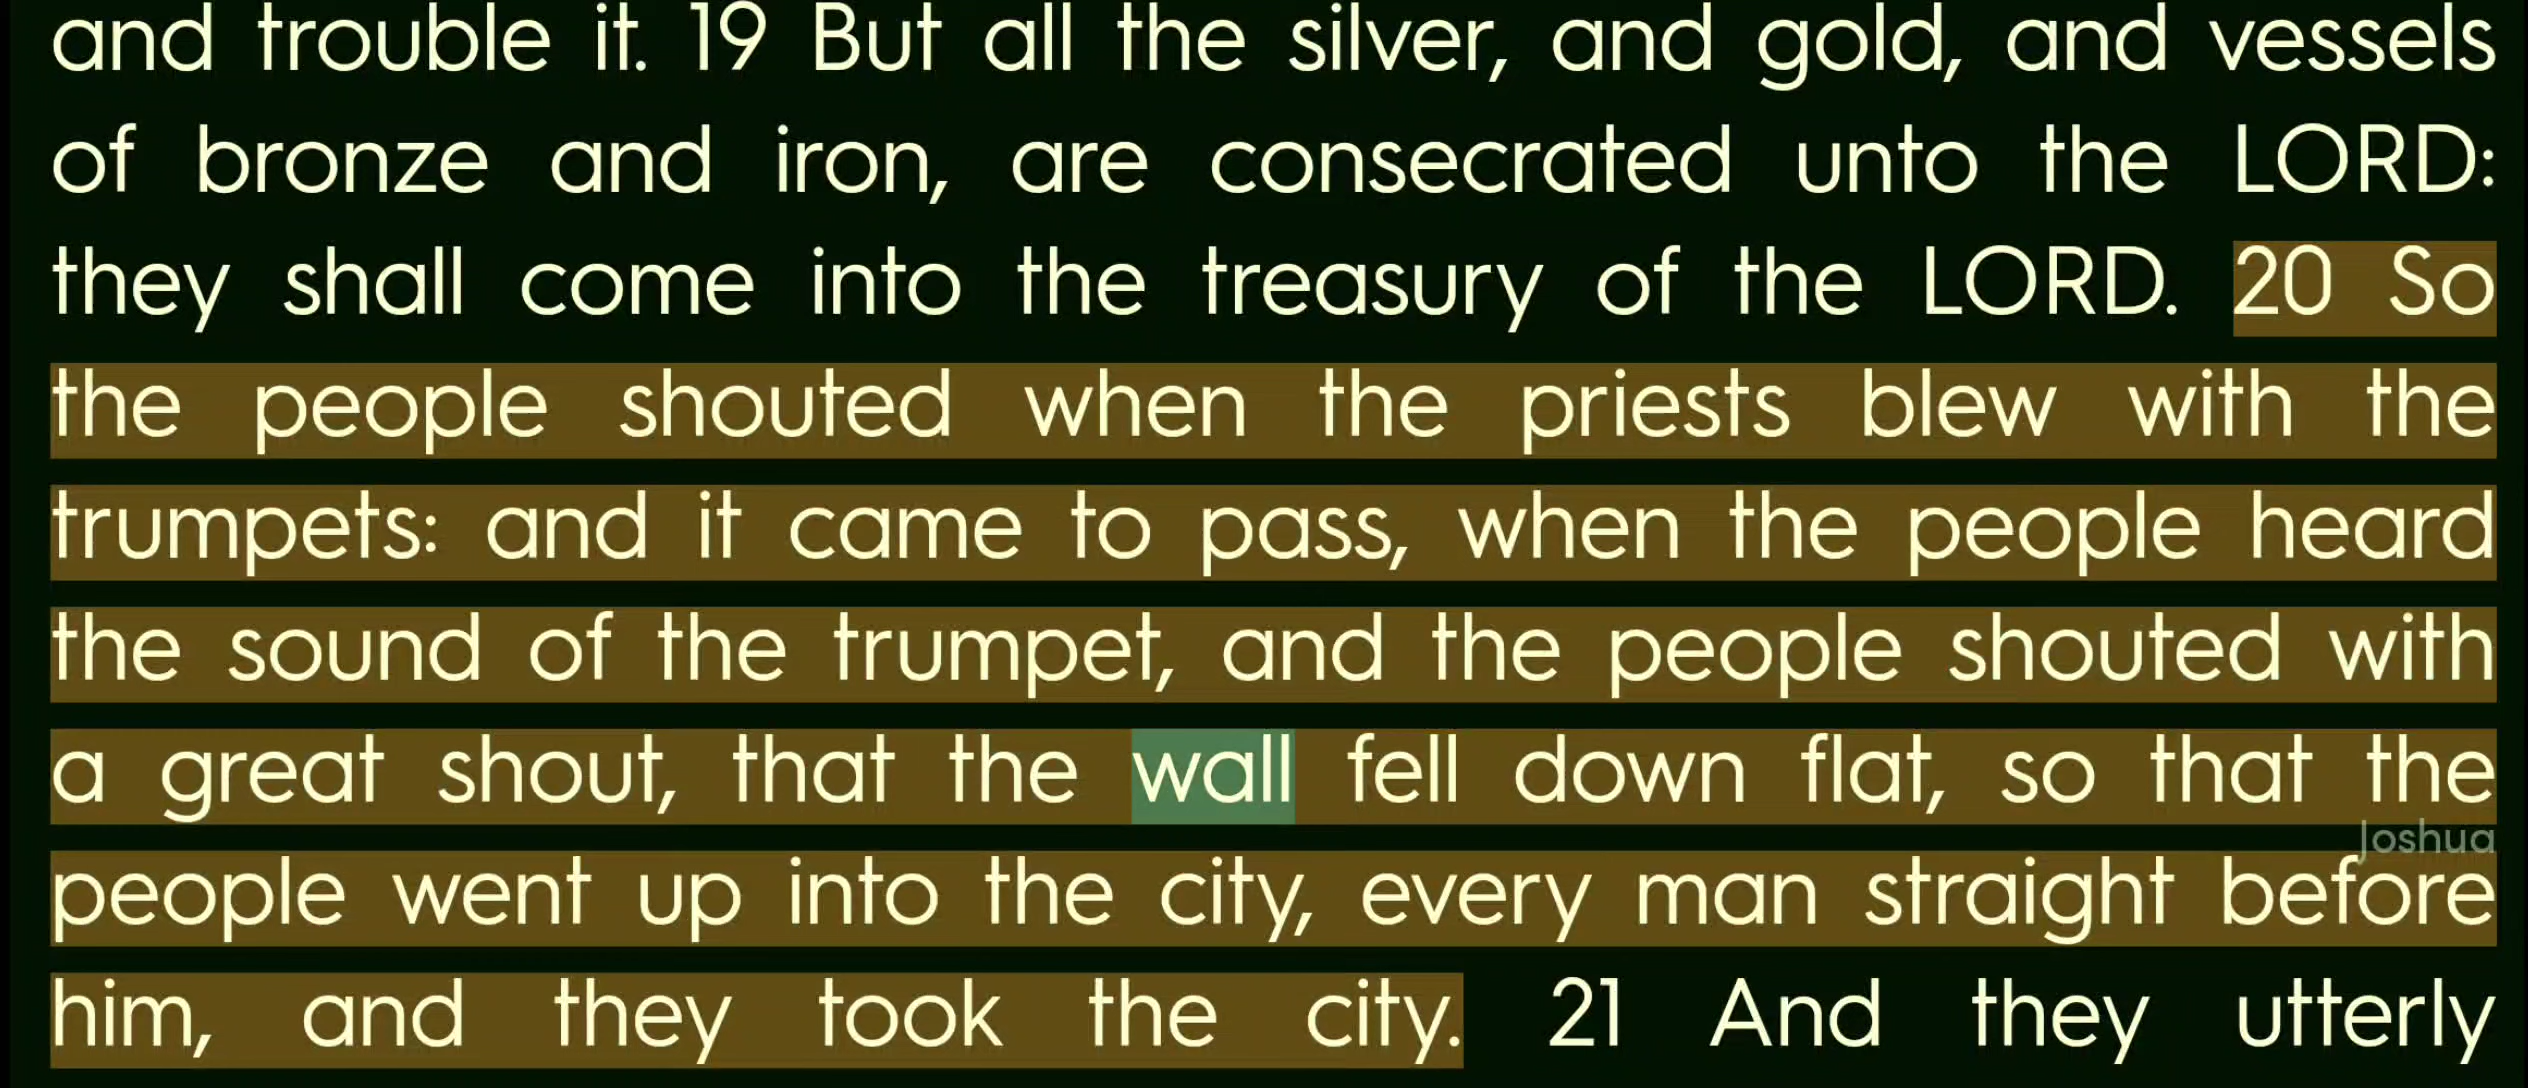 and trouble it. 19 But all the silver, and gold, and vessels
of bronze and iron, are consecrated unto the LORD:
they shall come into the treasury of the LORD. 20 So
the people shouted when the priests blew with the
trumpets: and it came to pass, when the people heard
the sound of the trumpet, and the people shouted with
a great shout, that the wall fell down flat, so that the
Joshua
people went up into the city, every man straight before
him, and they took the city. 21 And they utterly